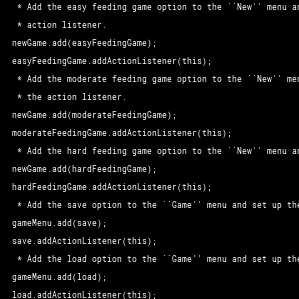 * Add the easy feeding game option to the ``New'' menu an
* action listener.
newGame.add(easyFeedingGame);
easyFeedingGame.addActionListener(this);
* Add the moderate feeding game option to the ``New'' men
* the action listener.
newGame.add(moderateFeedingGame);
moderateFeedingGame.addActionListener(this);
* Add the hard feeding game option to the ``New'' menu an
newGame.add(hardFeedingGame);
hardFeedingGame.addActionListener(this);
* Add the save option to the ``Game'' menu and set up the
gameMenu.add(save);
save.addActionListener(this);
* Add the load option to the ``Game'' menu and set up the
gameMenu.add(load);
load.addActionListener(this);